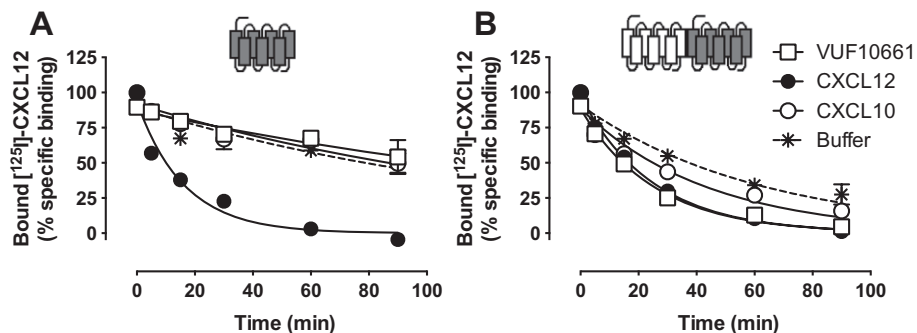 A
Bound [¹²⁵I]-CXCL12
(% specific binding)
125
100
75
50
25
0
0 20 40 60 80 100
Time (min)
B
Bound [¹²⁵I]-CXCL12
(% specific binding)
125
100
75
50
25
0
0 20 40 60 80 100
Time (min)
VUF10661
CXCL12
CXCL10
Buffer